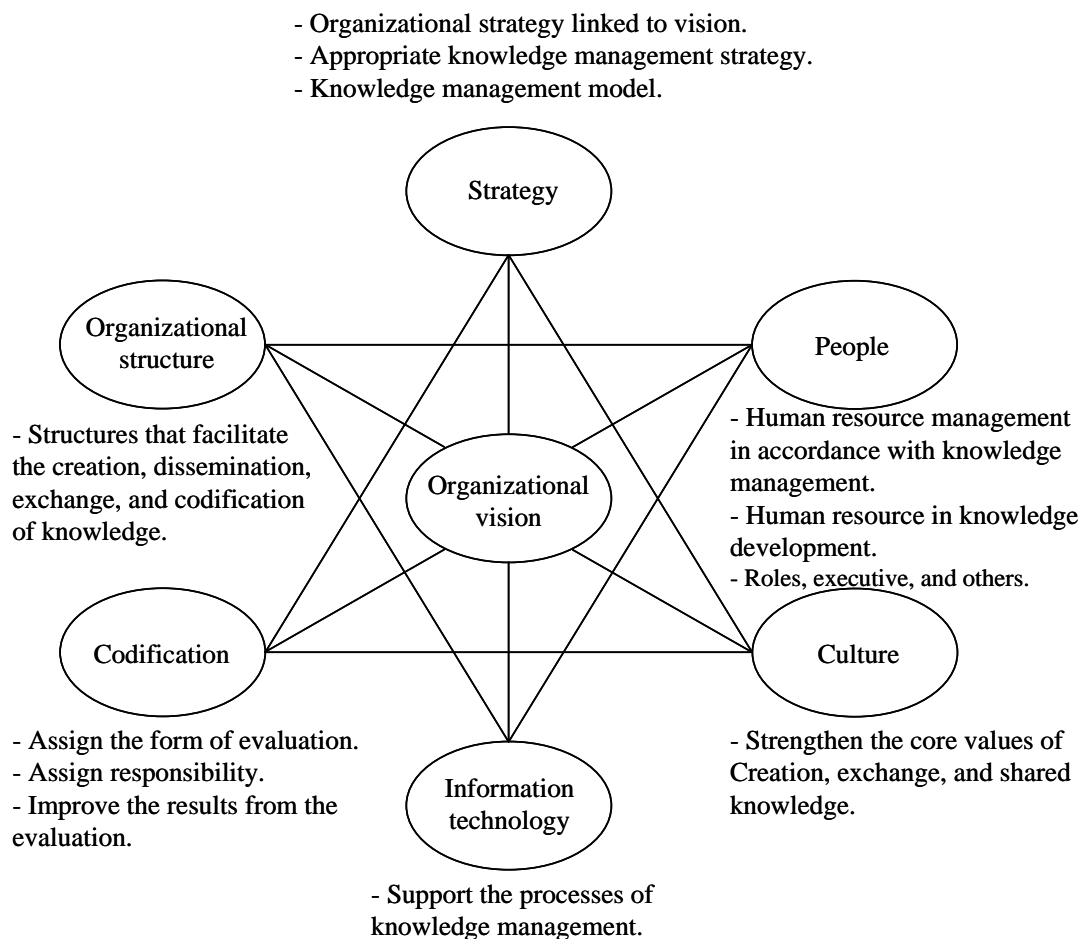 - Organizational strategy linked to vision.
- Appropriate knowledge management strategy.
- Knowledge management model.
Strategy
Organizational
structure
People
- Structures that facilitate
the creation, dissemination,
exchange, and codification
of knowledge.
- Human resource management
in accordance with knowledge
management.
- Human resource in knowledge
development.
- Roles, executive, and others.
Organizational
vision
Codification
Culture
- Assign the form of evaluation.
- Assign responsibility.
- Improve the results from the
evaluation.
Information
technology
- Strengthen the core values of
Creation, exchange, and shared
knowledge.
- Support the processes of
knowledge management.